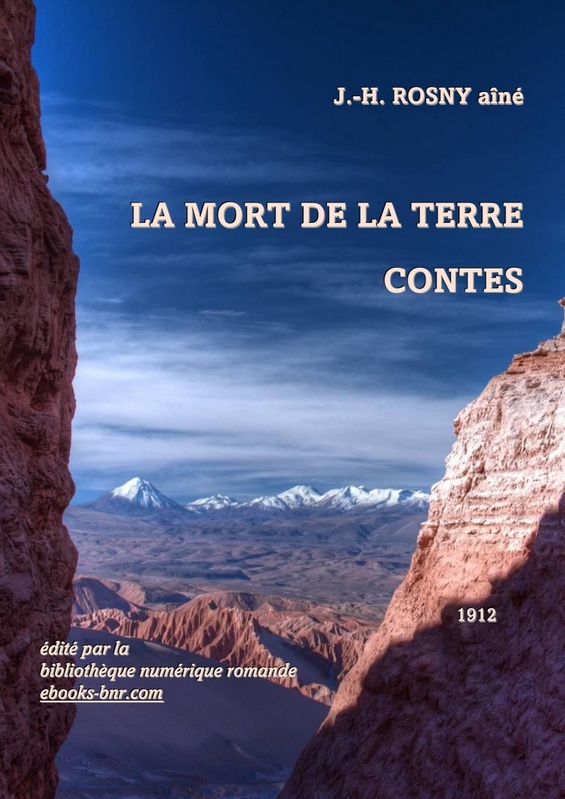 J.-H. ROSNY aîné
LA MORT DE LA TERRE
CONTES
1912
édité par la
bibliothèque numérique romande
ebooks-bnr.com